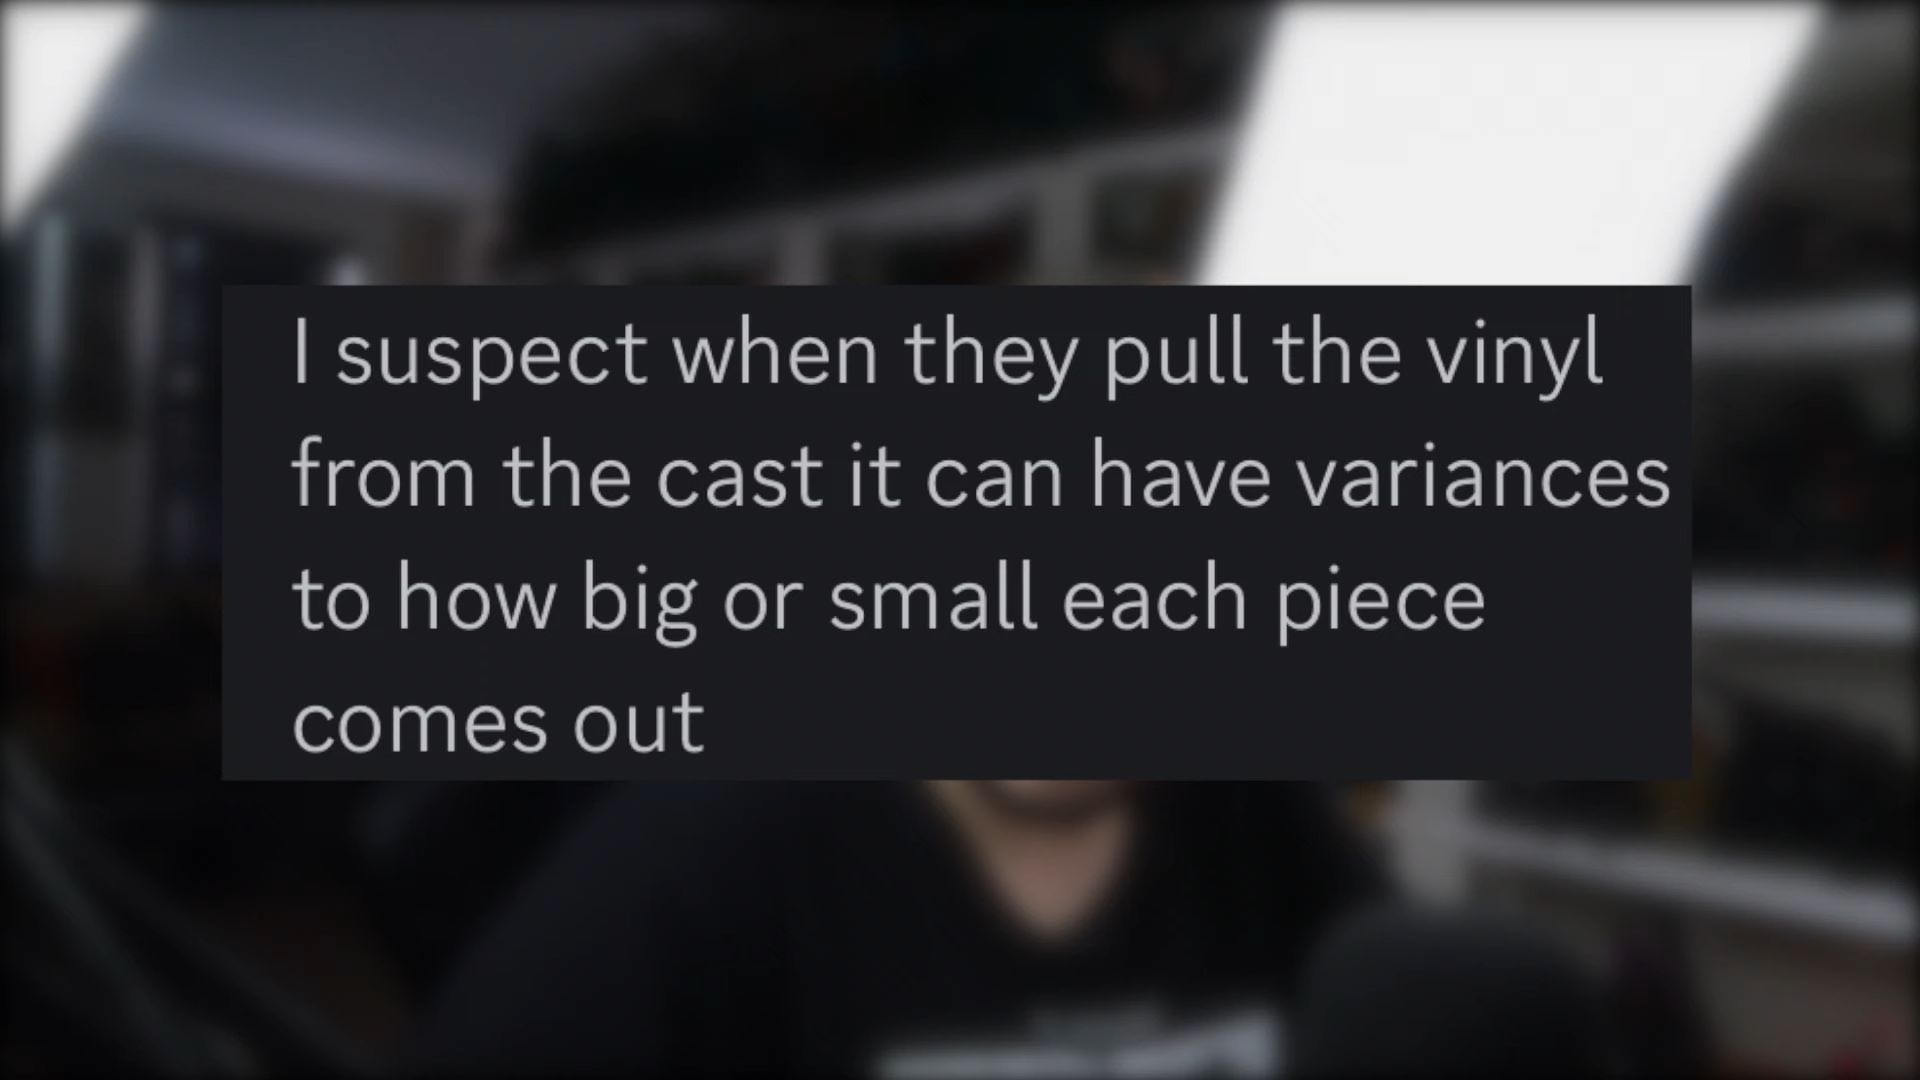 I suspect when they pull the vinyl
from the cast it can have variances
to how big or small each piece
comes out